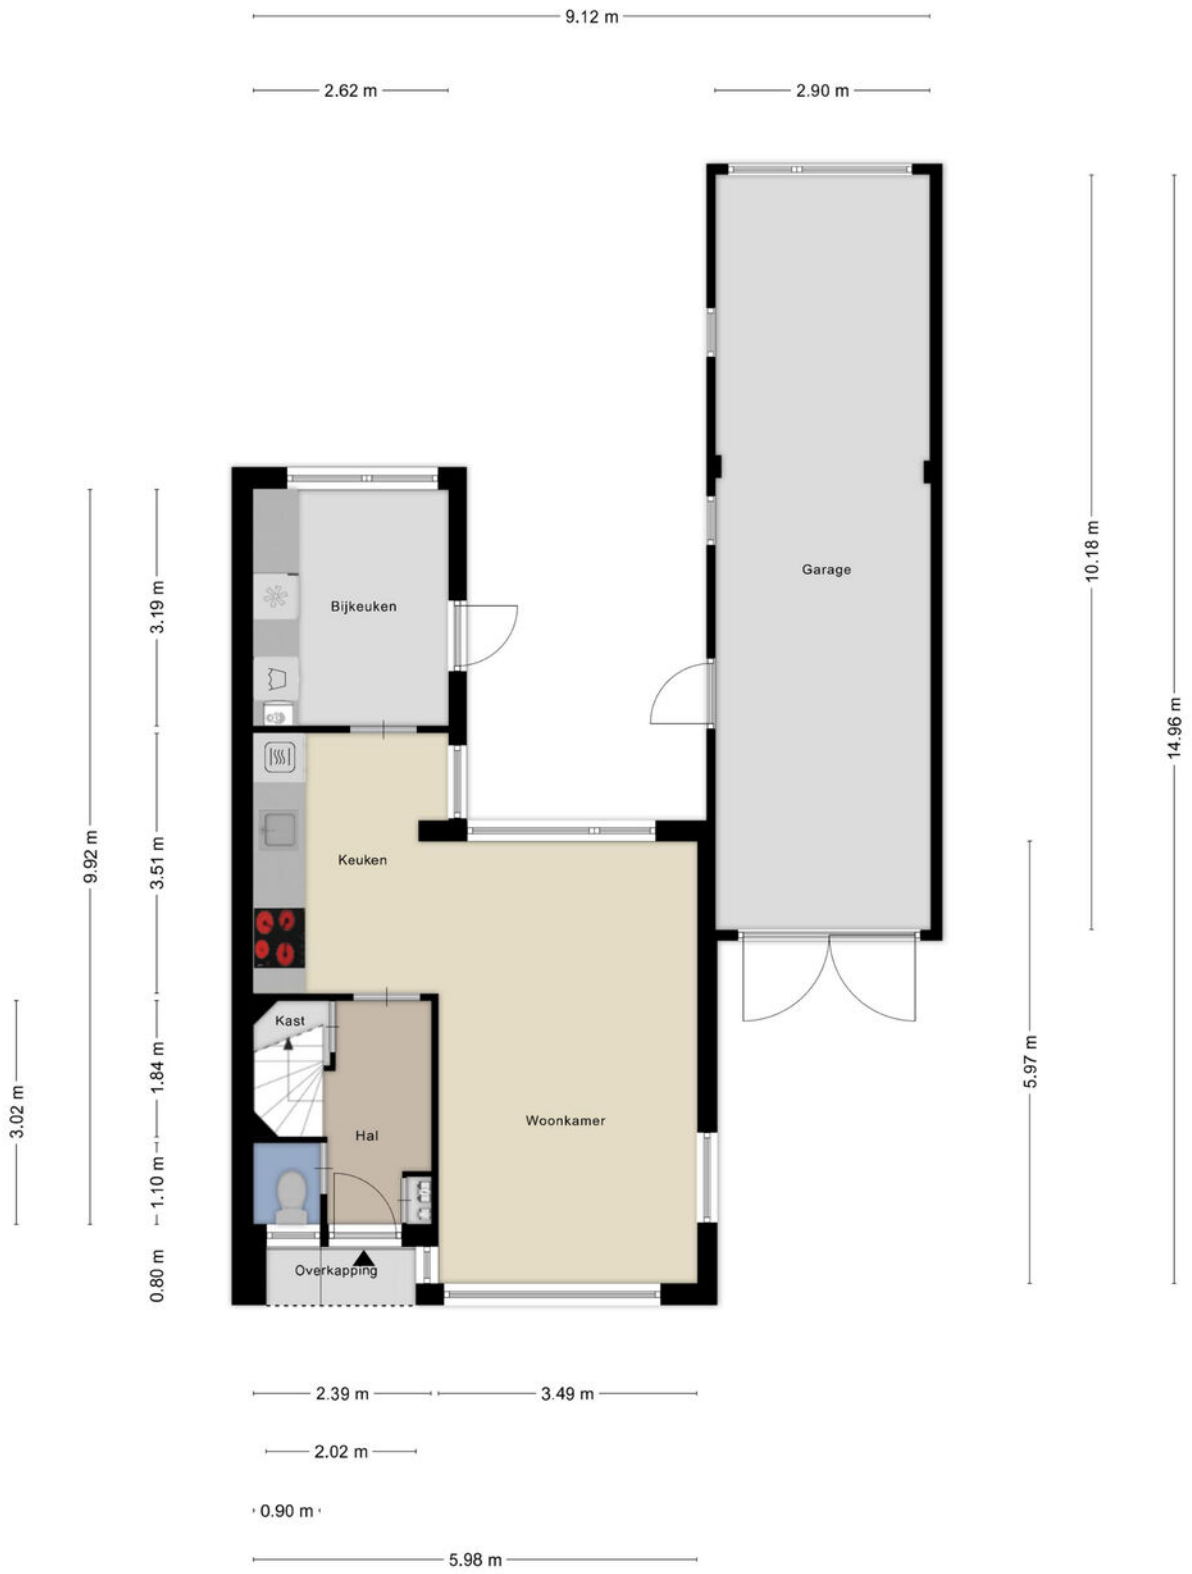 9.12 m
2.62 m
2.90 m
Garage
Bijkeuken
Keuken
Kast
Hal
Woonkamer
Overkapping
3.19 m
3.51 m
9.92 m
1.84 m
3.02 m
1.10 m
0.80 m
10.18 m
14.96 m
5.97 m
2.39 m
3.49 m
2.02 m
0.90 m
5.98 m